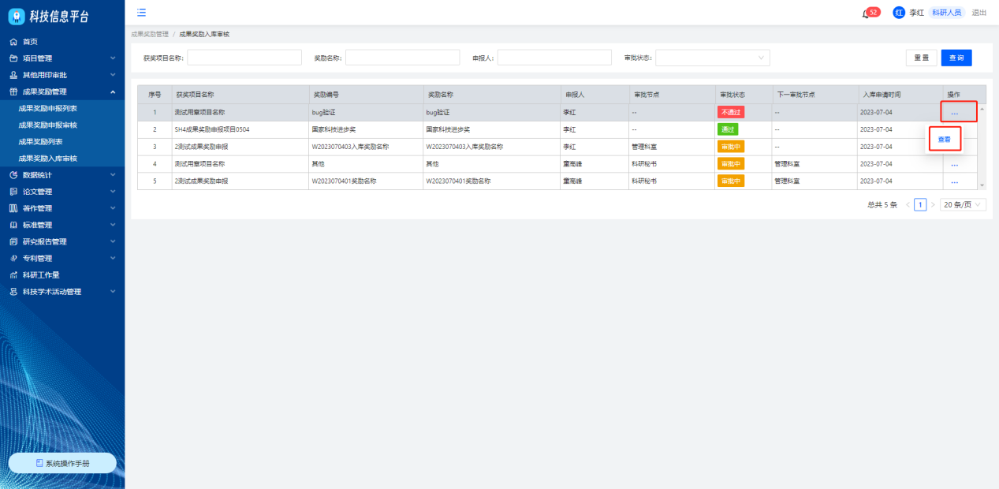 科技信息平台
52
红 李红 科研人员 退出
首页
项目管理
其他用印审批
成果奖励管理
成果奖励申报列表
成果奖励申报审核
成果奖励列表
成果奖励入库审核
数据统计
论文管理
著作管理
标准管理
研究报告管理
专利管理
科研工作量
科技学术活动管理
系统操作手册
成果奖励管理 / 成果奖励入库审核
获奖项目名称: 奖励名称: 申报人: 审批状态: 重置 查询
序号 获奖项目名称 奖励编号 奖励名称 申报人 审批节点 审批状态 下一审批节点 入库申请时间 操作
1 测试用章项目名称 bug验证 bug验证 李红 -- 不通过 -- 2023-07-04 ...
2 SH4成果奖励申报项目0504 国家科技进步奖 国家科技进步奖 李红 -- 通过 -- 2023-07-04
查看
3 2测试成果奖励申报 W2023070403入库奖励名称 W2023070403入库奖励名称 李红 管理科室 审批中 -- 2023-07-04
4 测试用章项目名称 其他 其他 董高峰 科研秘书 审批中 管理科室 2023-07-04 ...
5 2测试成果奖励申报 W2023070401奖励名称 W2023070401奖励名称 董高峰 科研秘书 审批中 管理科室 2023-07-04 ...
总共 5 条 < 1 > 20 条/页